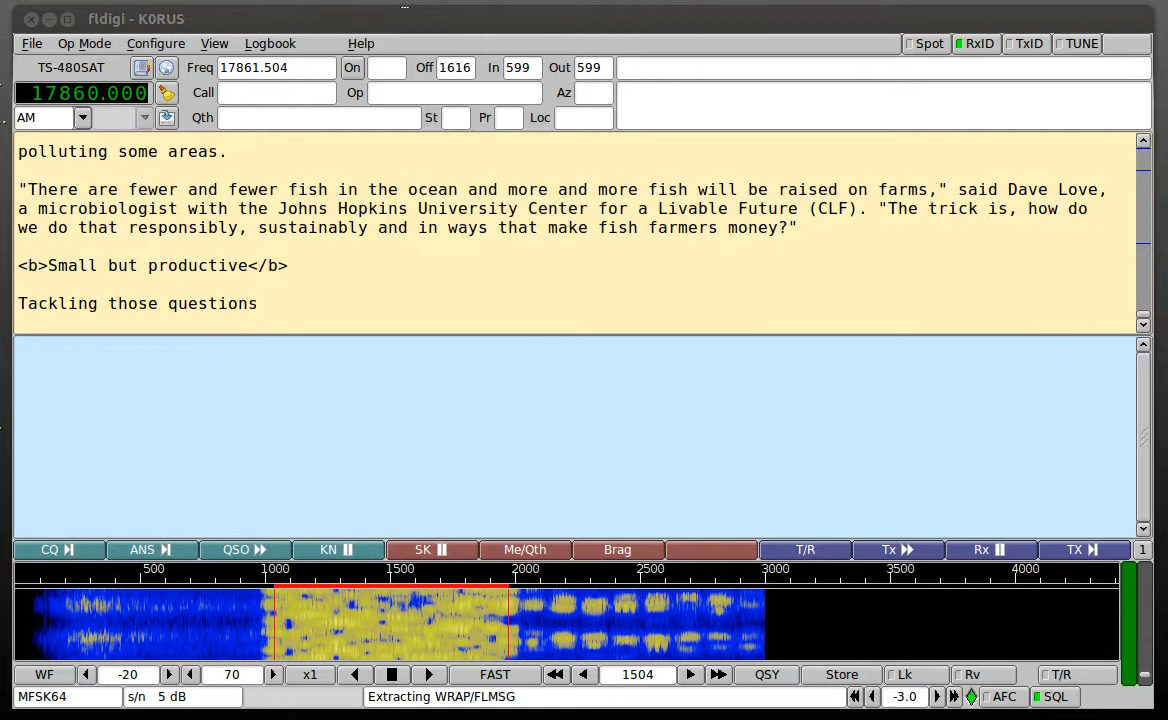 fldigi - K0RUS
File Op Mode Configure View Logbook Help Spot RxID TxID TUNE
TS-480SAT Freq 17861.504 On Off 1616 In 599 Out 599
17860.000 Call Op Az
AM Qth St Pr Loc
polluting some areas.
"There are fewer and fewer fish in the ocean and more and more fish will be raised on farms," said Dave Love,
a microbiologist with the Johns Hopkins University Center for a Livable Future (CLF). "The trick is, how do
we do that responsibly, sustainably and in ways that make fish farmers money?"
<b>Small but productive</b>
Tackling those questions
CQ ANS QSO KN SK Me/Qth Brag T/R Tx Rx TX 1
500 1000 1500 2000 2500 3000 3500 4000
WF -20 70 x1 FAST 1504 QSY Store Lk Rv T/R
MFSK64 s/n 5 dB Extracting WRAP/FLMSG -3.0 AFC SQL